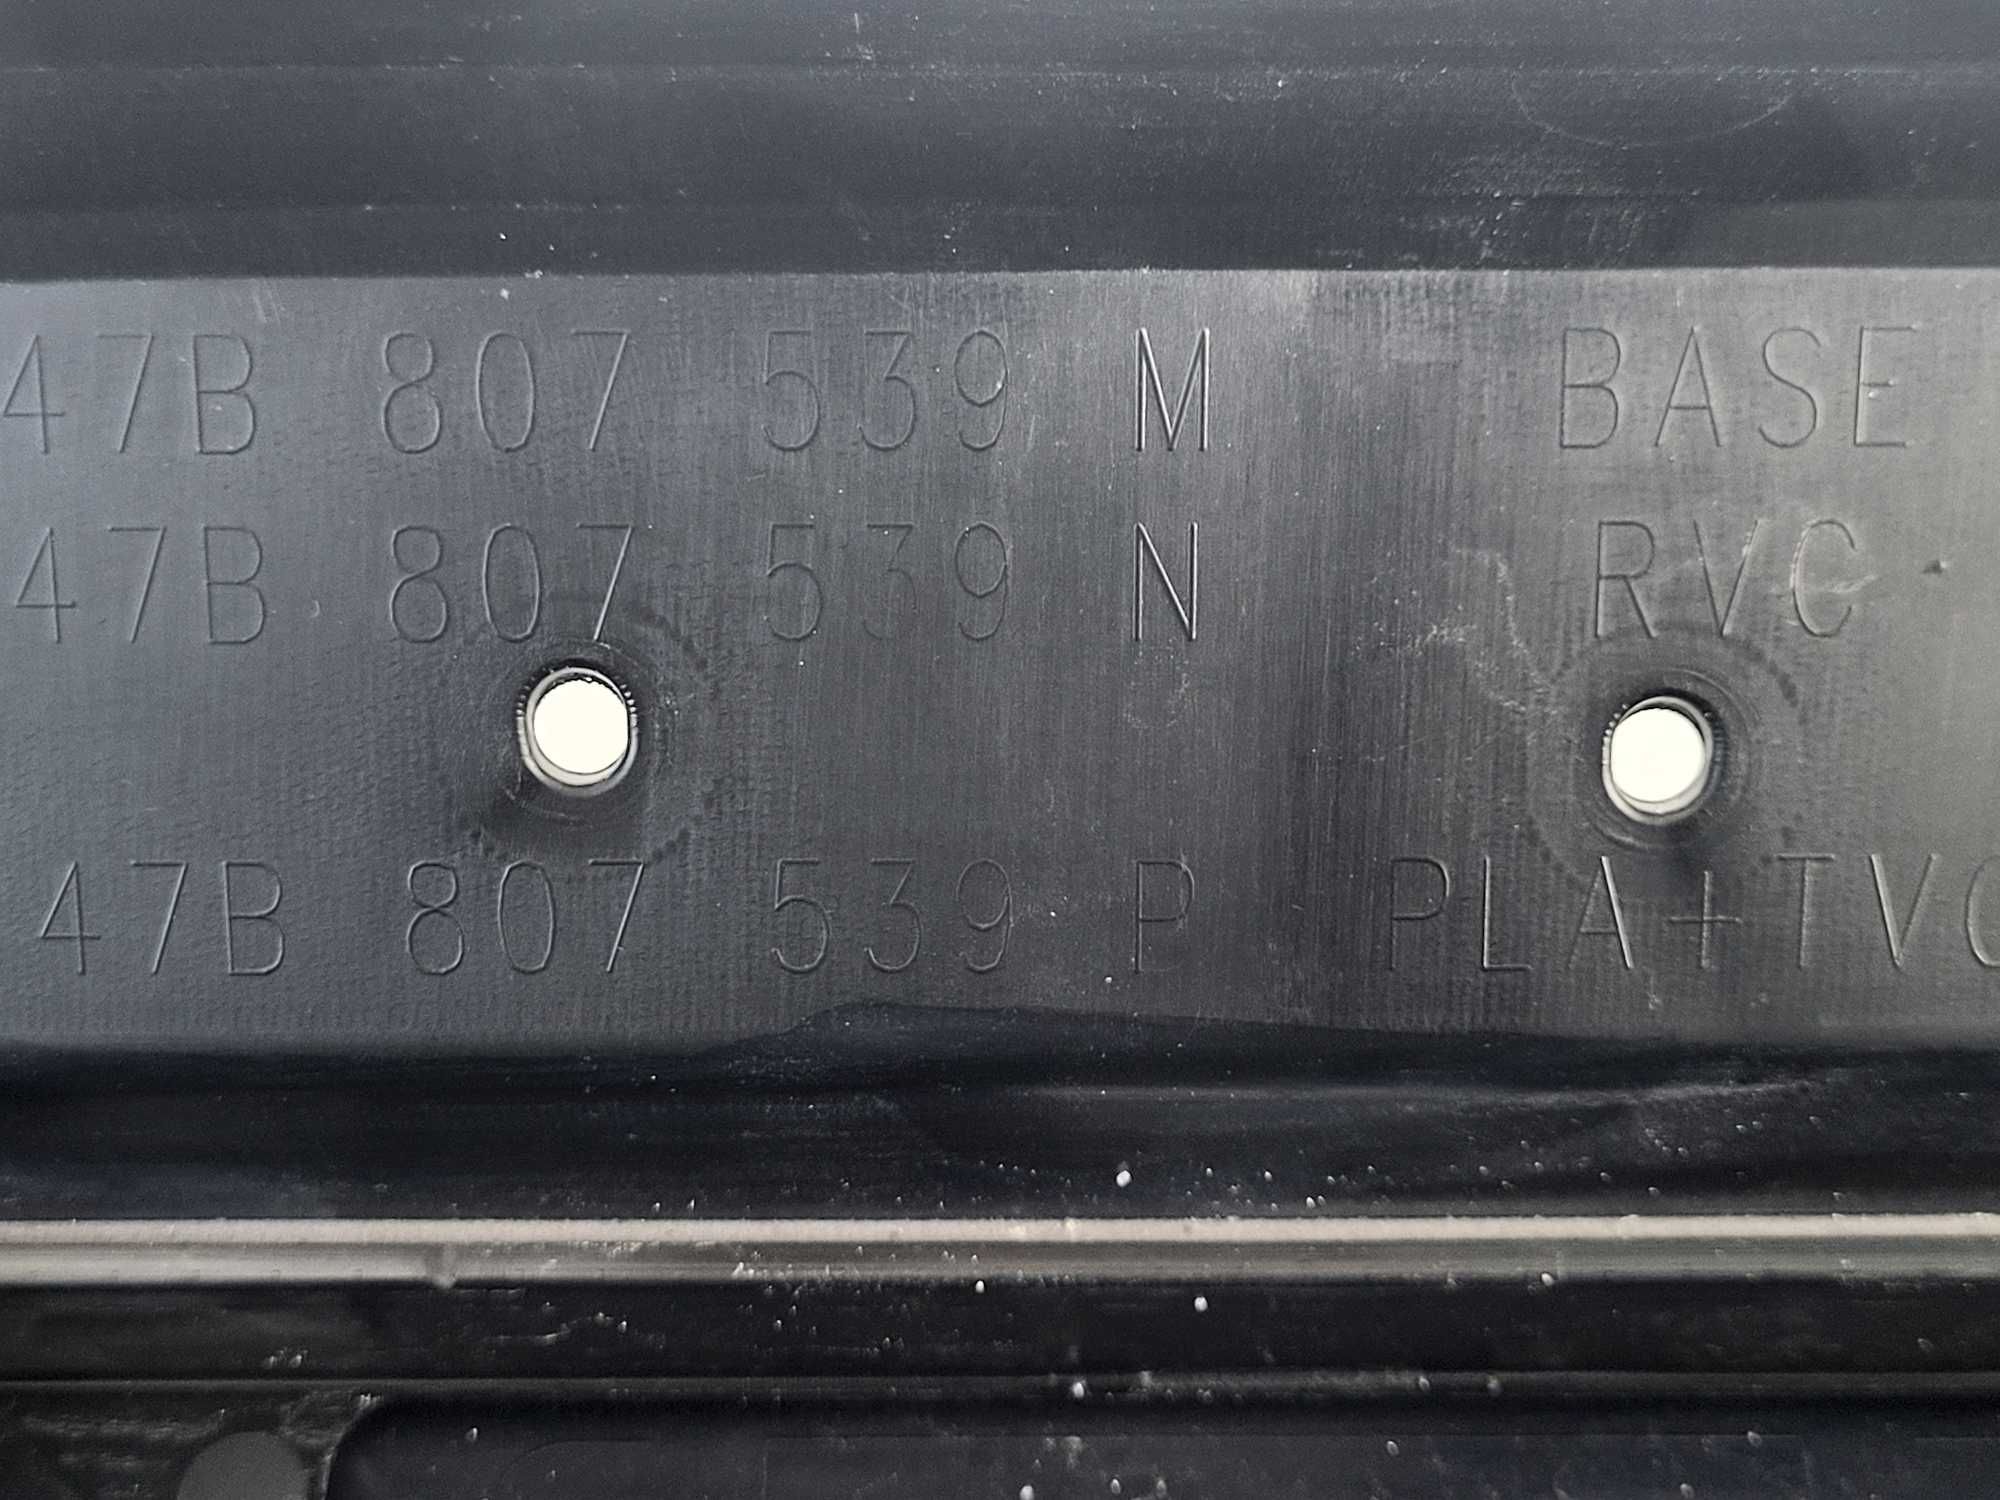 47B 807 539 M BASE
47B 807 539 N RVC
47B 807 539 P PLA+TVC